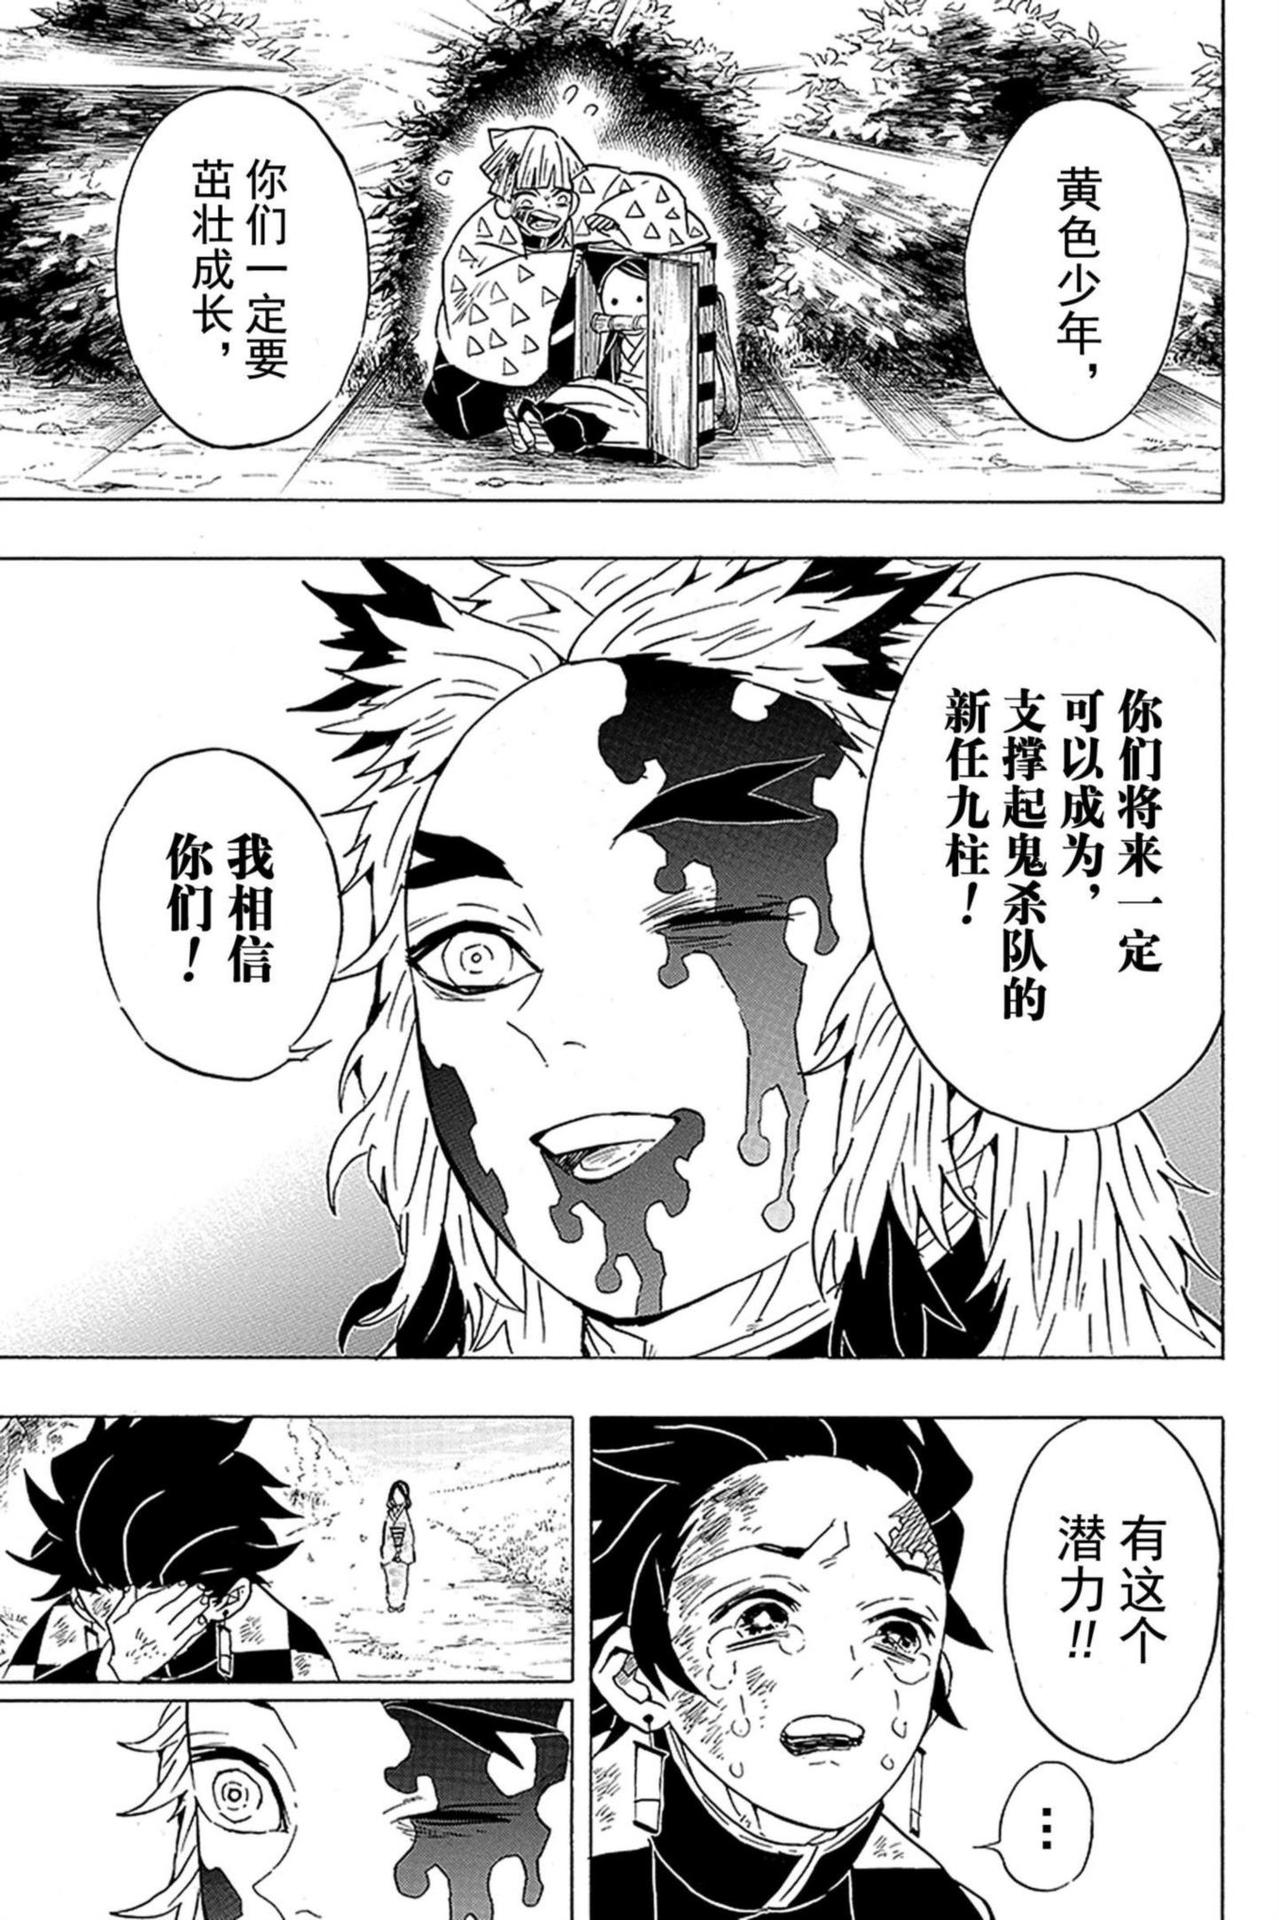 黄色少年，
你们一定要
茁壮成长，
你们将来一定
可以成为，
支撑起鬼杀队的
新任九柱！
我相信
你们！
有这个
潜力!!
…